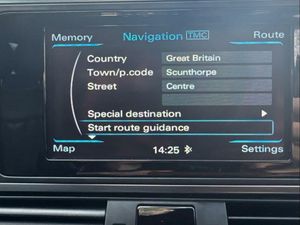 Memory Navigation TMC Route
Country Great Britain
Town/p.code Scunthorpe
Street Centre
Special destination
Start route guidance
Map 14:25 Settings